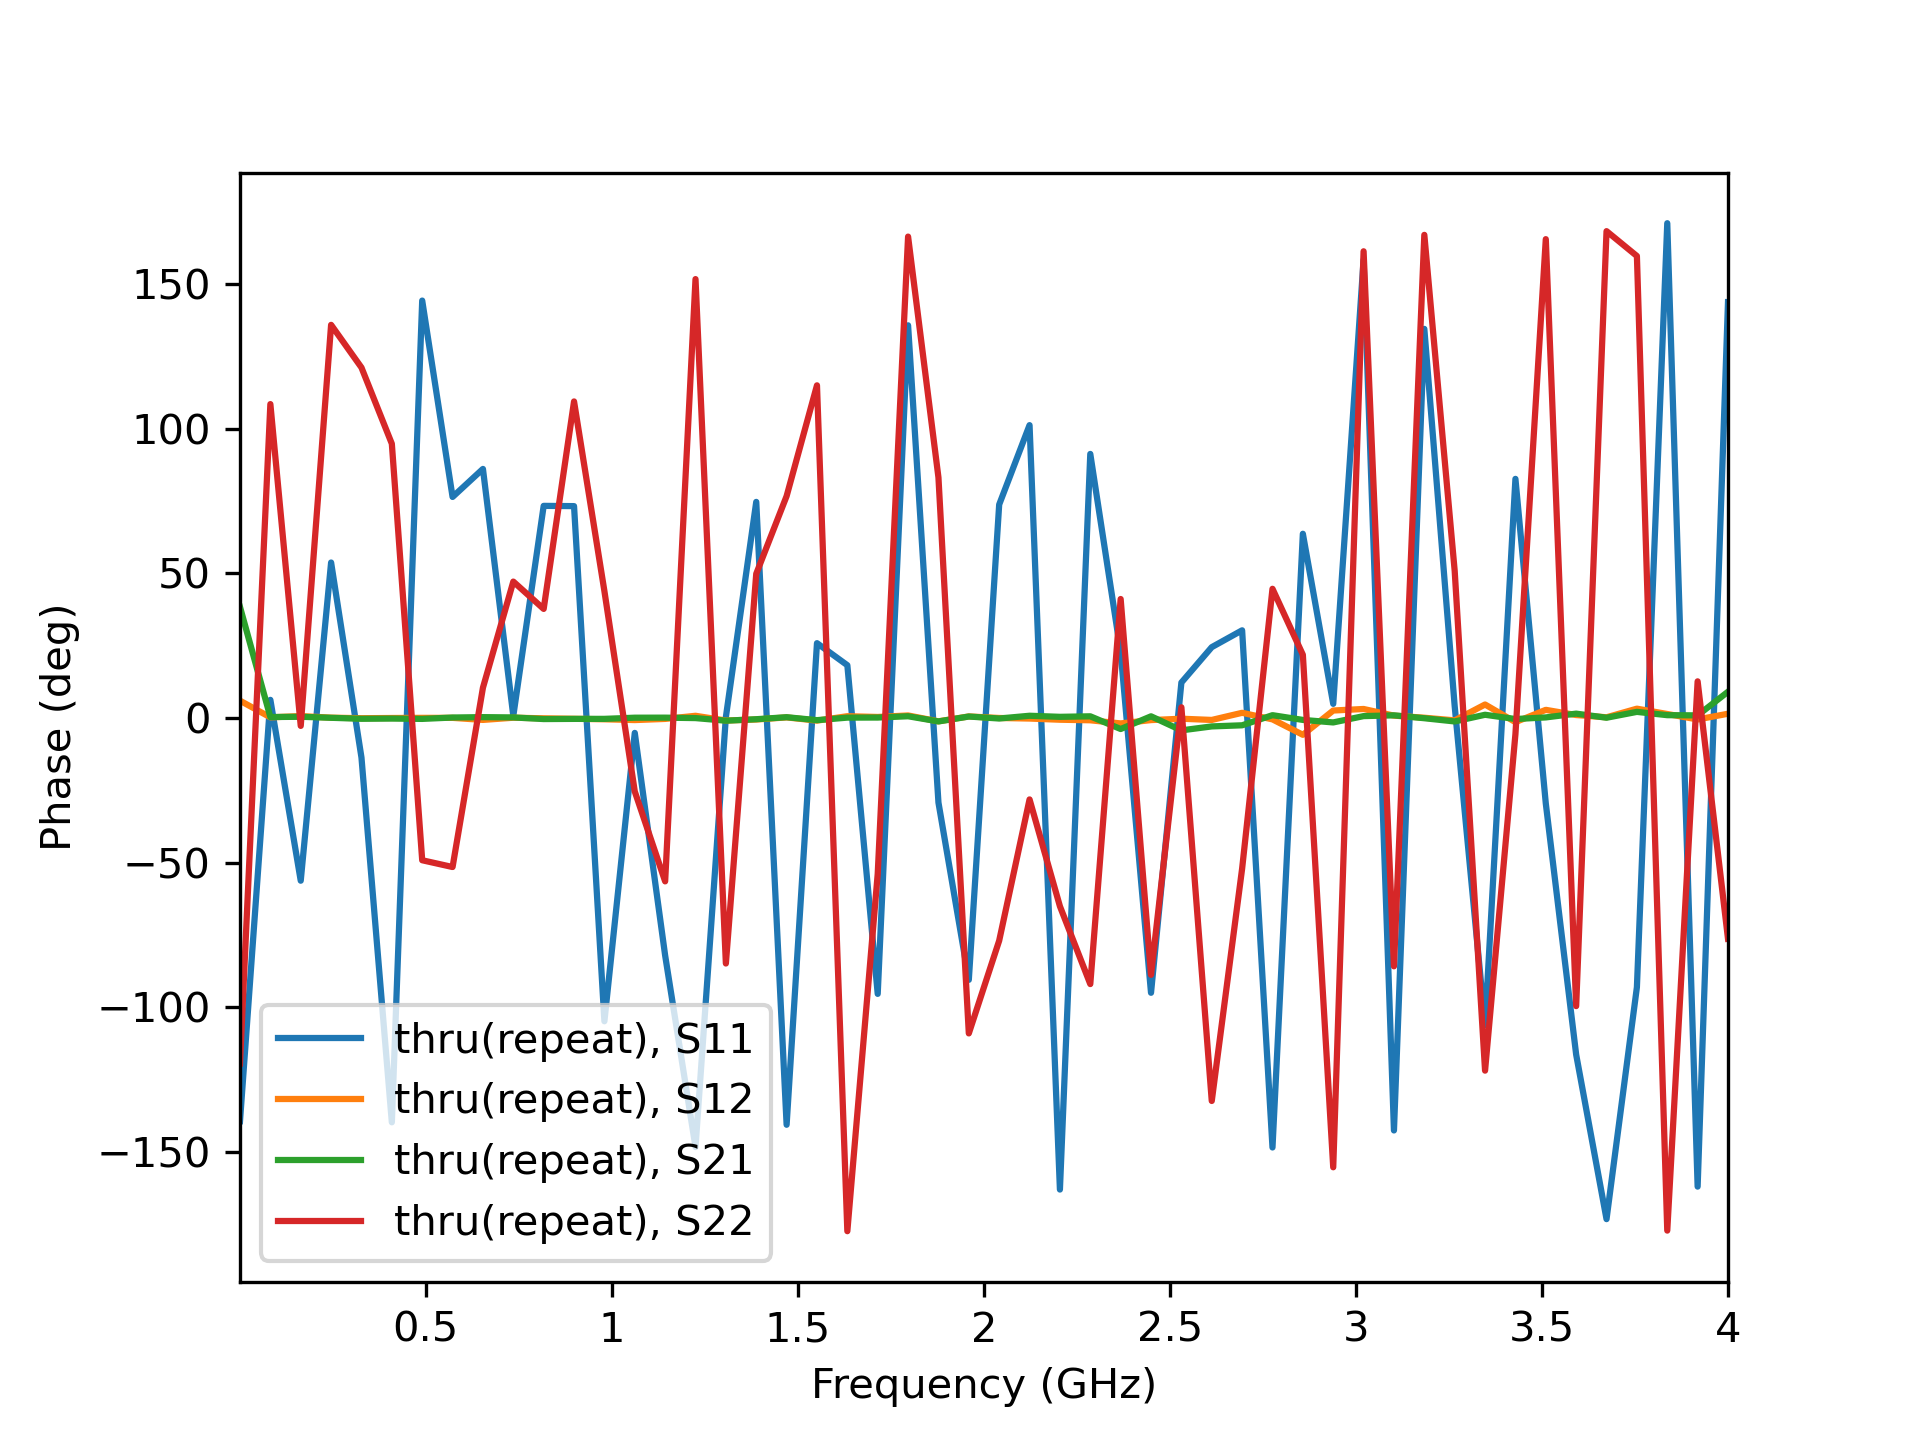 150
100
50
0
−50
−100
−150
Phase (deg)
thru(repeat), S11
thru(repeat), S12
thru(repeat), S21
thru(repeat), S22
0.5 1 1.5 2 2.5 3 3.5 4
Frequency (GHz)